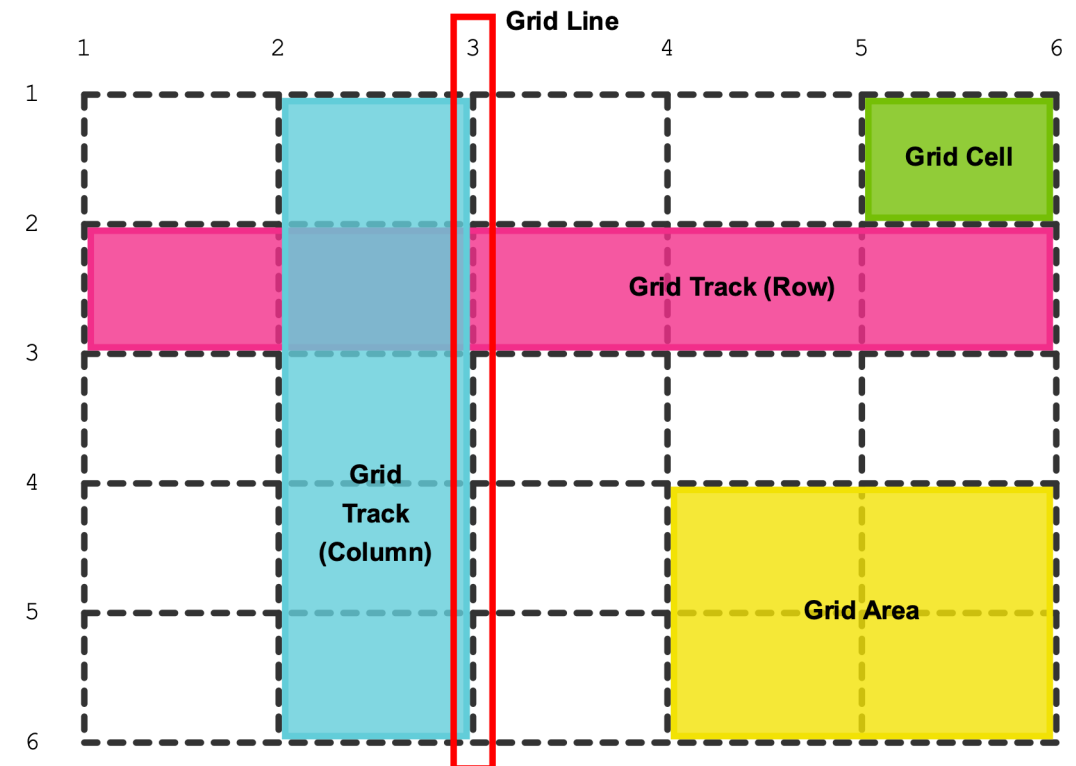 Grid Line
1 2 3 4 5 6
1
Grid Cell
2
Grid Track (Row)
3
4
Grid
Track
(Column)
5
Grid Area
6